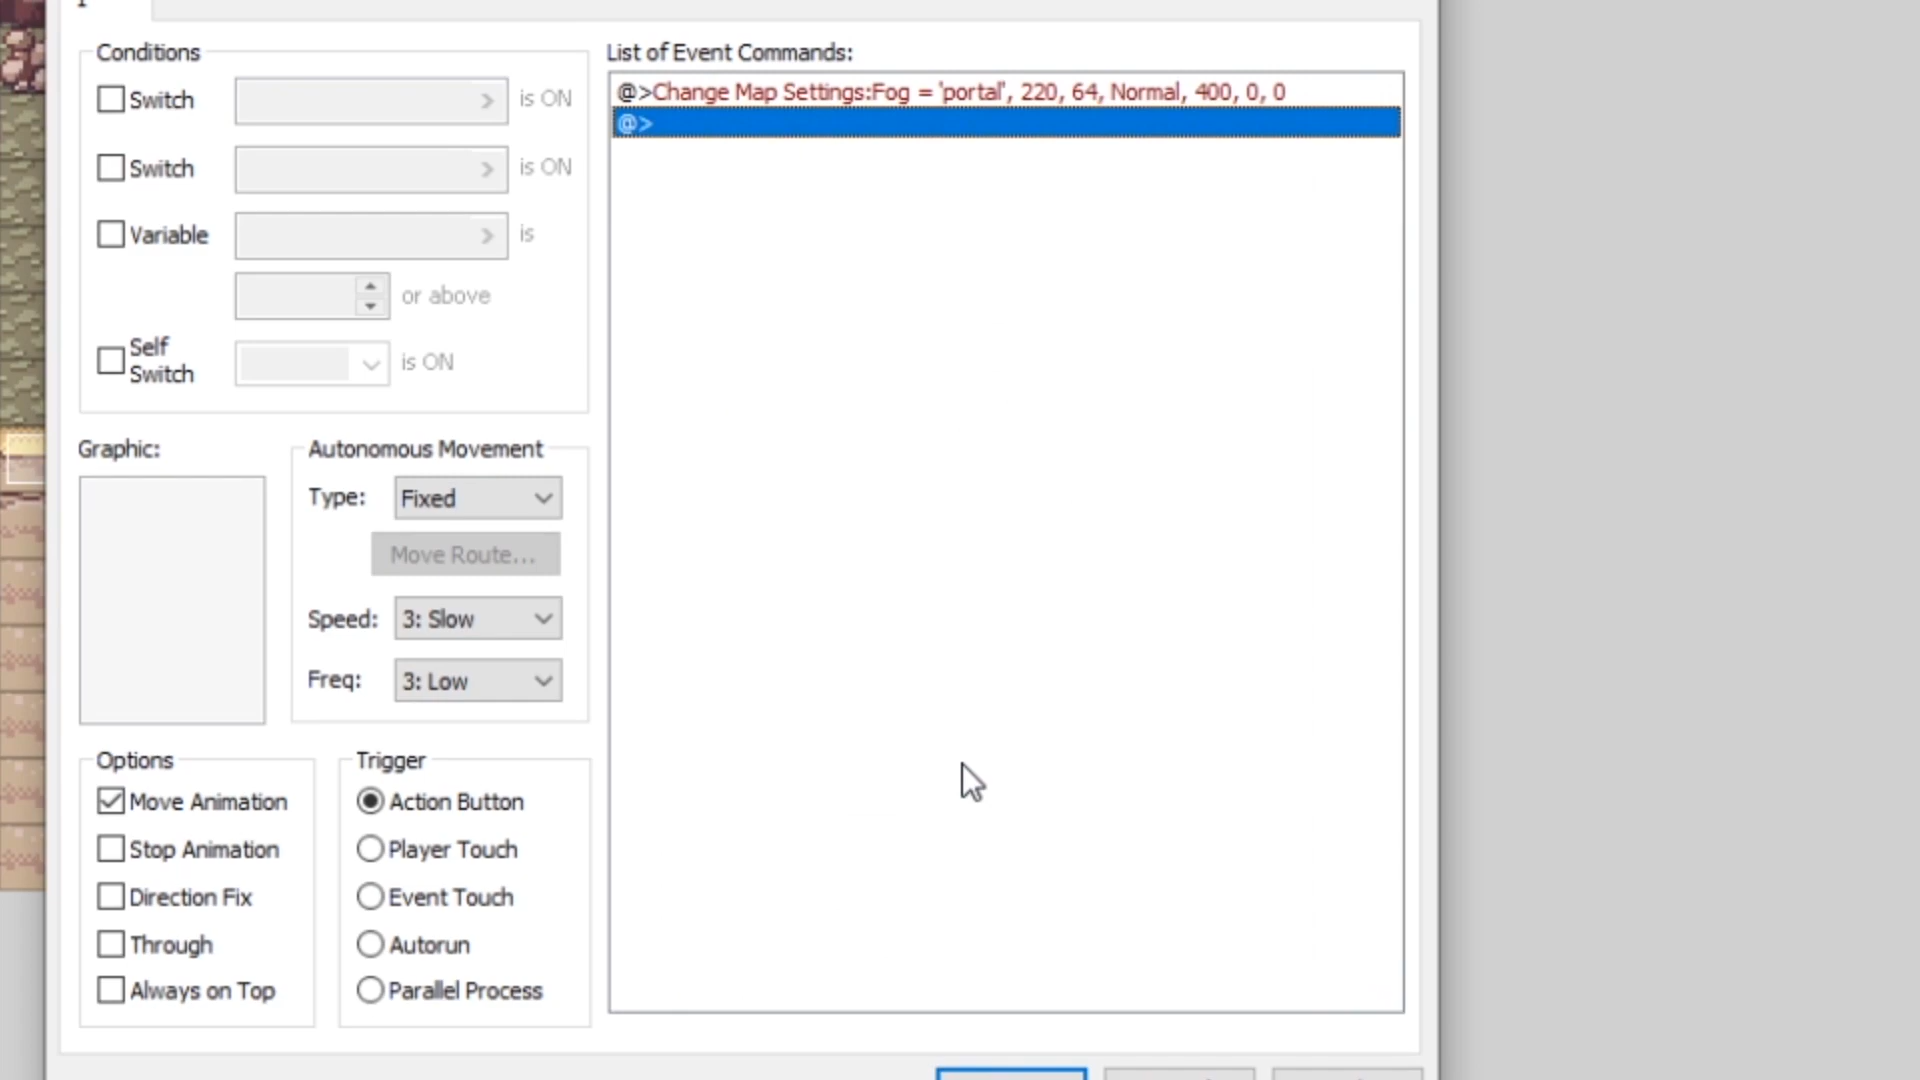 Conditions
Switch
is ON
Switch
is ON
Variable
is
or above
Self
Switch
is ON
Graphic:
Autonomous Movement
Type:
Fixed
Move Route...
Speed:
3: Slow
Freq:
3: Low
Options
Move Animation
Stop Animation
Direction Fix
Through
Always on Top
Trigger
Action Button
Player Touch
Event Touch
Autorun
Parallel Process
List of Event Commands:
@>Change Map Settings:Fog = 'portal', 220, 64, Normal, 400, 0, 0
@>